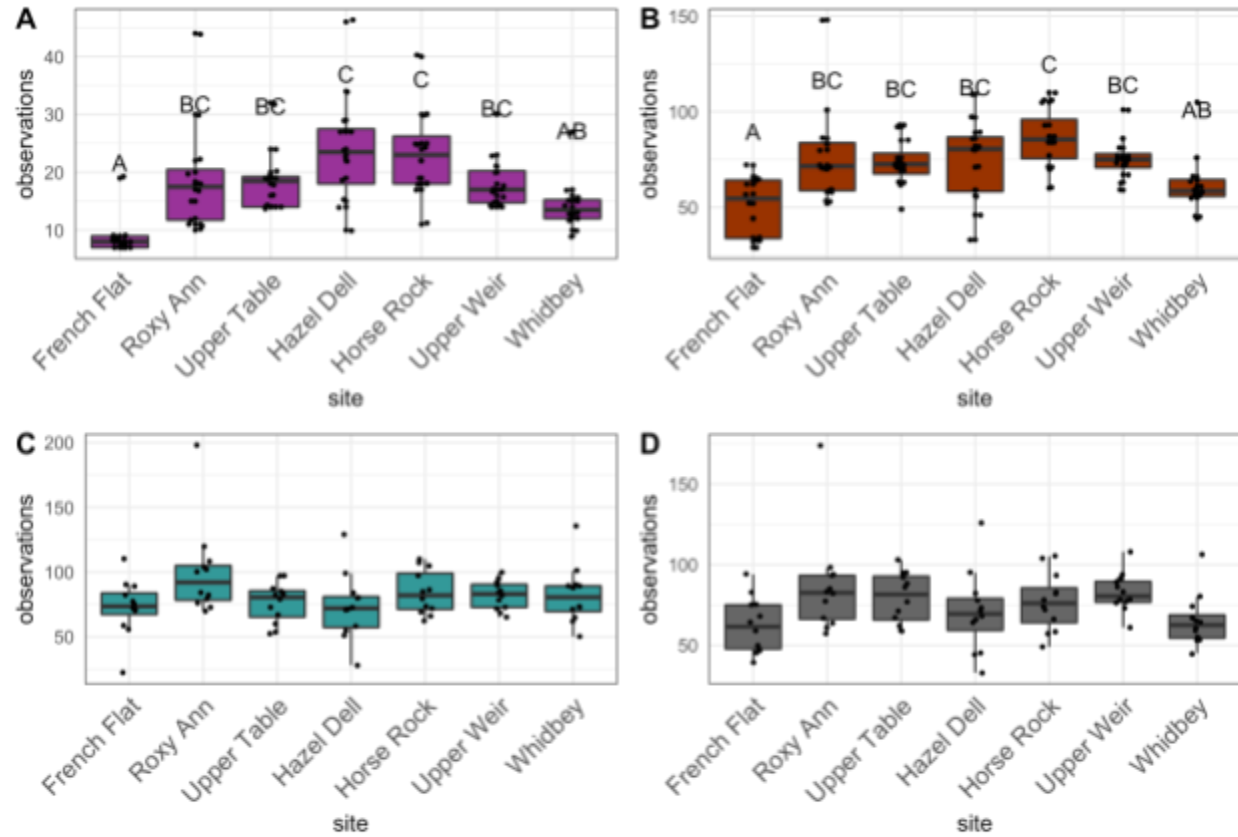 A
observations
40
30
20
10
A
BC
BC
C
C
BC
AB
French Flat
Roxy Ann
Upper Table
Hazel Dell
Horse Rock
Upper Weir
Whidbey
site
B
observations
150
100
50
A
BC
BC
BC
C
BC
AB
French Flat
Roxy Ann
Upper Table
Hazel Dell
Horse Rock
Upper Weir
Whidbey
site
C
observations
200
150
100
50
French Flat
Roxy Ann
Upper Table
Hazel Dell
Horse Rock
Upper Weir
Whidbey
site
D
observations
150
100
50
French Flat
Roxy Ann
Upper Table
Hazel Dell
Horse Rock
Upper Weir
Whidbey
site